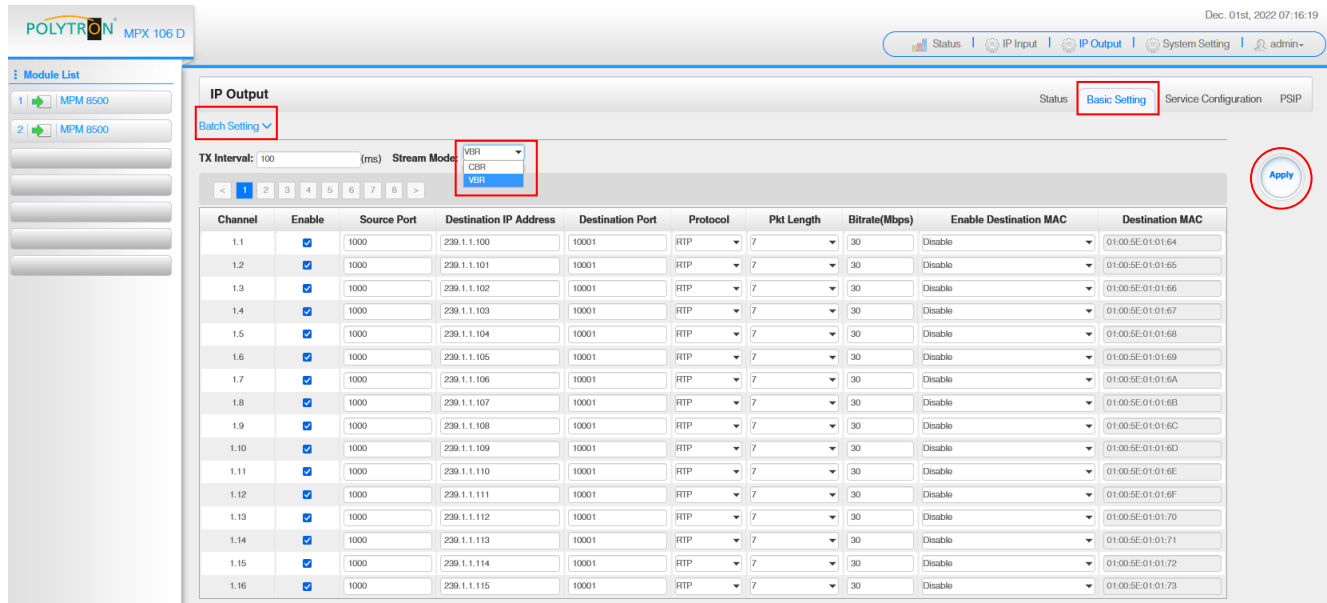 Dec. 01st, 2022 07:16:19
POLYTRON MPX 106 D
Status IP Input IP Output System Setting admin
Module List
1 MPM 8500
2 MPM 8500
IP Output
Status Basic Setting Service Configuration PSIP
Batch Setting
TX Interval: 100 (ms) Stream Mode: VBR
CBR
VBR
Apply
< 1 2 3 4 5 6 7 8 >
Channel Enable Source Port Destination IP Address Destination Port Protocol Pkt Length Bitrate(Mbps) Enable Destination MAC Destination MAC
1.1 1000 239.1.1.100 10001 RTP 7 30 Disable 01:00:5E:01:01:64
1.2 1000 239.1.1.101 10001 RTP 7 30 Disable 01:00:5E:01:01:65
1.3 1000 239.1.1.102 10001 RTP 7 30 Disable 01:00:5E:01:01:66
1.4 1000 239.1.1.103 10001 RTP 7 30 Disable 01:00:5E:01:01:67
1.5 1000 239.1.1.104 10001 RTP 7 30 Disable 01:00:5E:01:01:68
1.6 1000 239.1.1.105 10001 RTP 7 30 Disable 01:00:5E:01:01:69
1.7 1000 239.1.1.106 10001 RTP 7 30 Disable 01:00:5E:01:01:6A
1.8 1000 239.1.1.107 10001 RTP 7 30 Disable 01:00:5E:01:01:6B
1.9 1000 239.1.1.108 10001 RTP 7 30 Disable 01:00:5E:01:01:6C
1.10 1000 239.1.1.109 10001 RTP 7 30 Disable 01:00:5E:01:01:6D
1.11 1000 239.1.1.110 10001 RTP 7 30 Disable 01:00:5E:01:01:6E
1.12 1000 239.1.1.111 10001 RTP 7 30 Disable 01:00:5E:01:01:6F
1.13 1000 239.1.1.112 10001 RTP 7 30 Disable 01:00:5E:01:01:70
1.14 1000 239.1.1.113 10001 RTP 7 30 Disable 01:00:5E:01:01:71
1.15 1000 239.1.1.114 10001 RTP 7 30 Disable 01:00:5E:01:01:72
1.16 1000 239.1.1.115 10001 RTP 7 30 Disable 01:00:5E:01:01:73